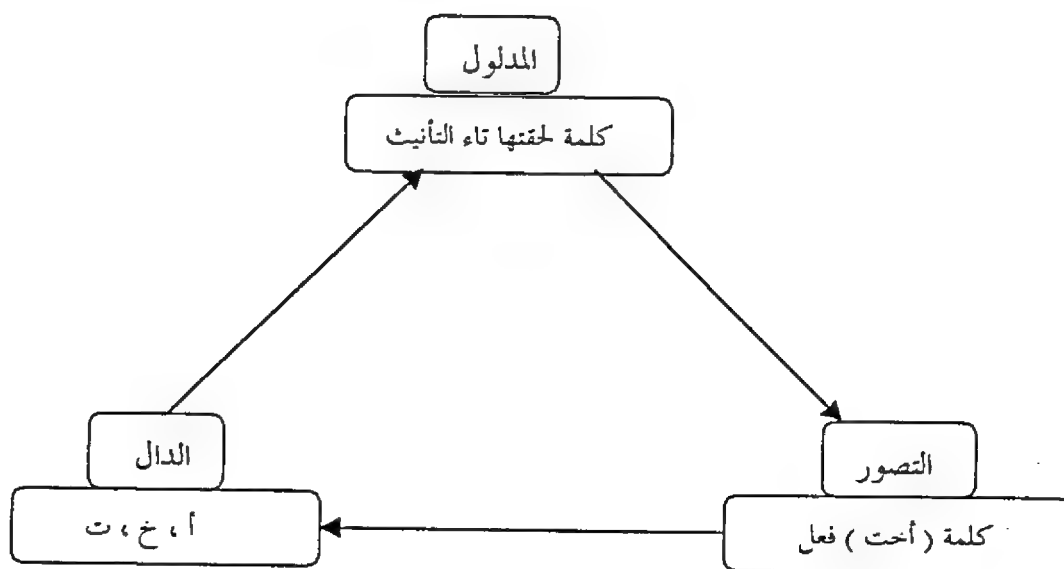 المدلول
كلمة لحقتها تاء التأنيث
الدال
أ ، خ ، ت
التصور
كلمة ( أخت ) فعل